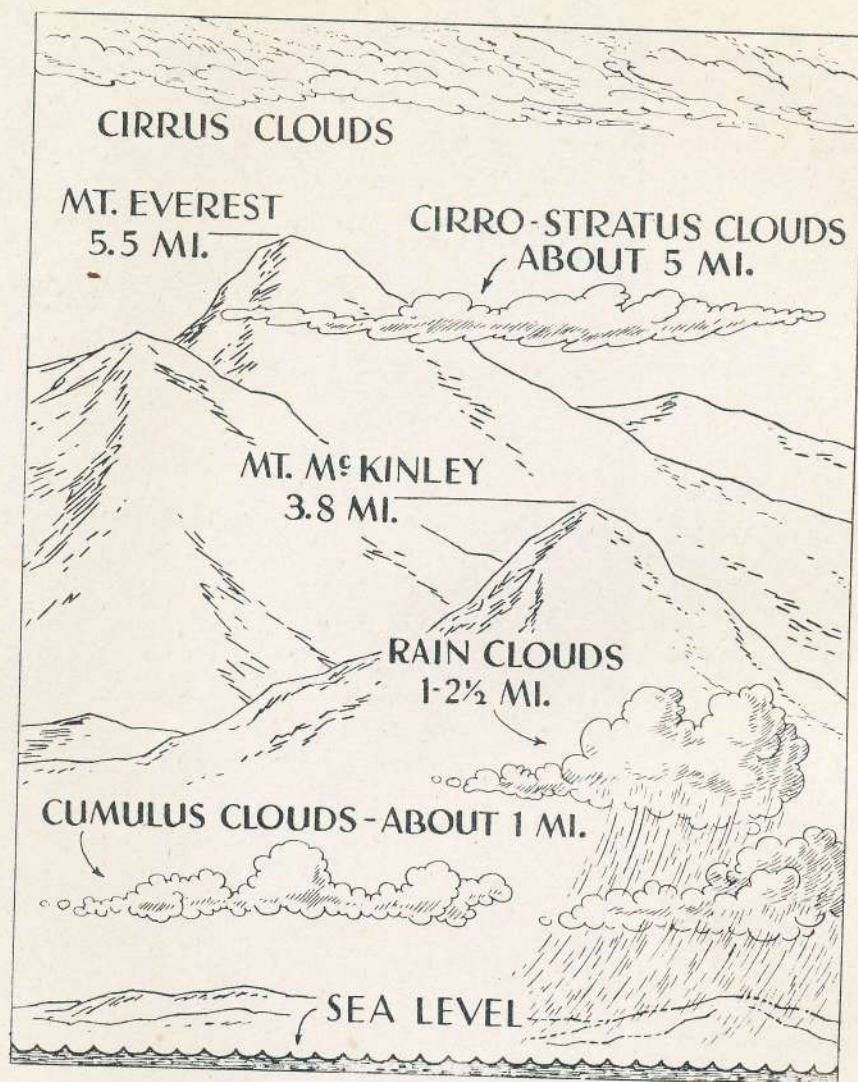 CIRRUS CLOUDS
MT. EVEREST
5.5 MI.
CIRRO-STRATUS CLOUDS
ABOUT 5 MI.
MT. McKINLEY
3.8 MI.
RAIN CLOUDS
1-2½ MI.
CUMULUS CLOUDS-ABOUT 1 MI.
SEA LEVEL